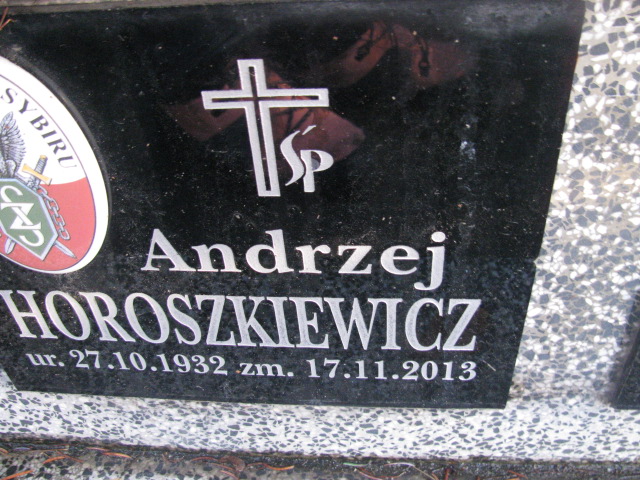 SYBIRU
ŚP
Andrzej
HOROSZKIEWICZ
ur. 27.10.1932 zm. 17.11.2013